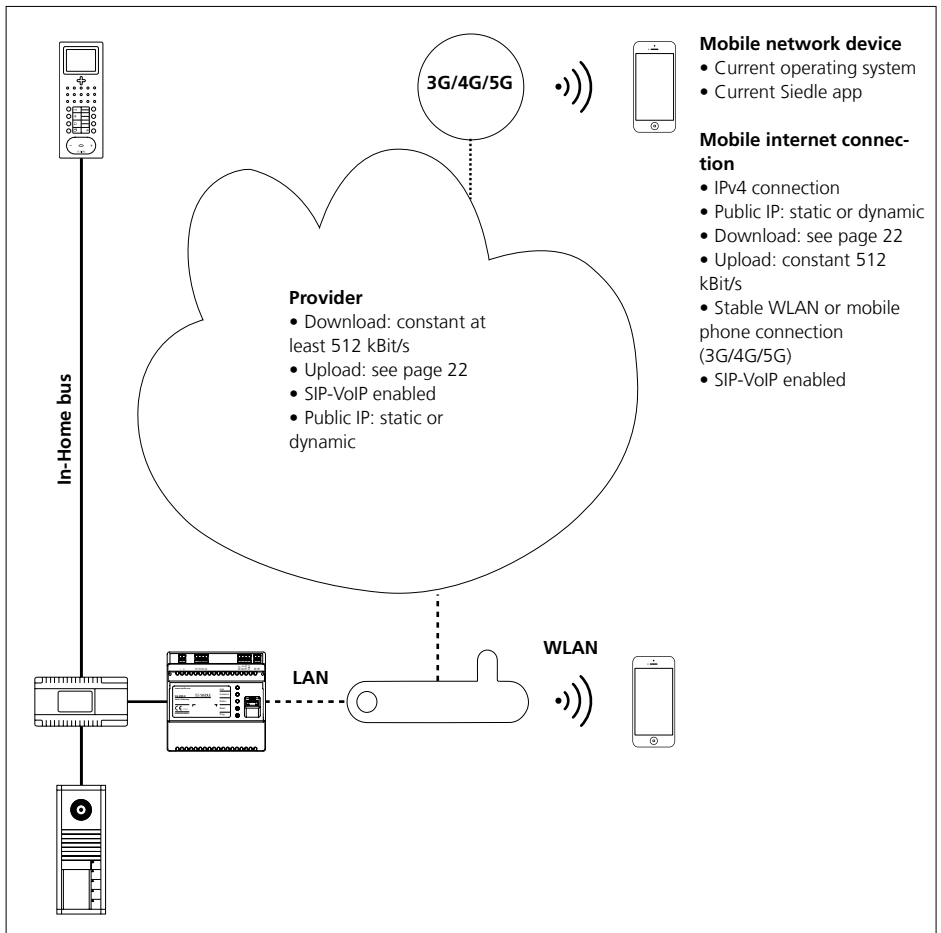 3G/4G/5G
Mobile network device
• Current operating system
• Current Siedle app
Mobile internet connec-
tion
• IPv4 connection
• Public IP: static or dynamic
• Download: see page 22
• Upload: constant 512
kBit/s
• Stable WLAN or mobile
phone connection
(3G/4G/5G)
• SIP-VoIP enabled
Provider
• Download: constant at
least 512 kBit/s
• Upload: see page 22
• SIP-VoIP enabled
• Public IP: static or
dynamic
In-Home bus
LAN
WLAN